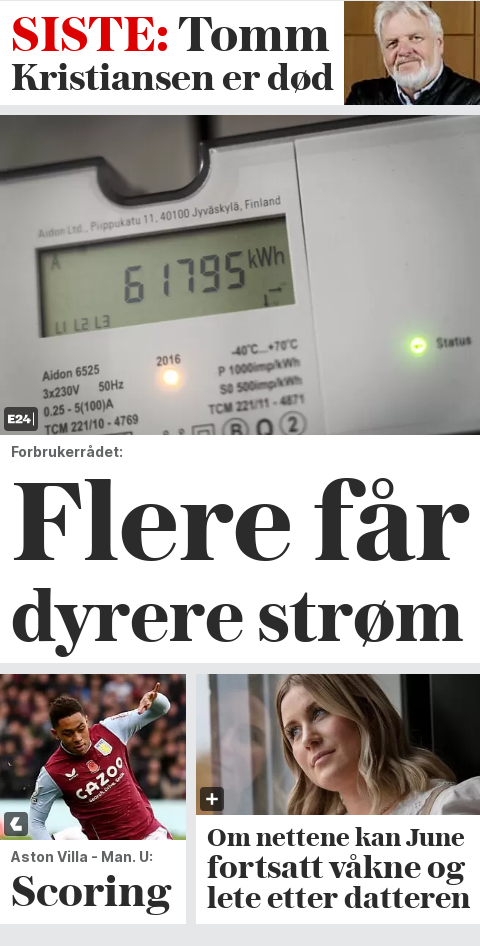 SISTE: Tomm
Kristiansen er død
Aidon Ltd., Piippukatu 11, 40100 Jyväskylä, Finland
A
61795 kWh
L1 L2 L3
2016
Status
Aidon 6525
3x230V 50Hz
0.25 - 5(100)A
TCM 221/10 - 4769
-40°C...+70°C
P 1000imp/kWh
S0 500imp/kWh
TCM 221/11 - 4871
E24
Forbrukerrådet:
Flere får
dyrere strøm
CAZOO
Aston Villa - Man. U:
Scoring
Om nettene kan June
fortsatt våkne og
lete etter datteren